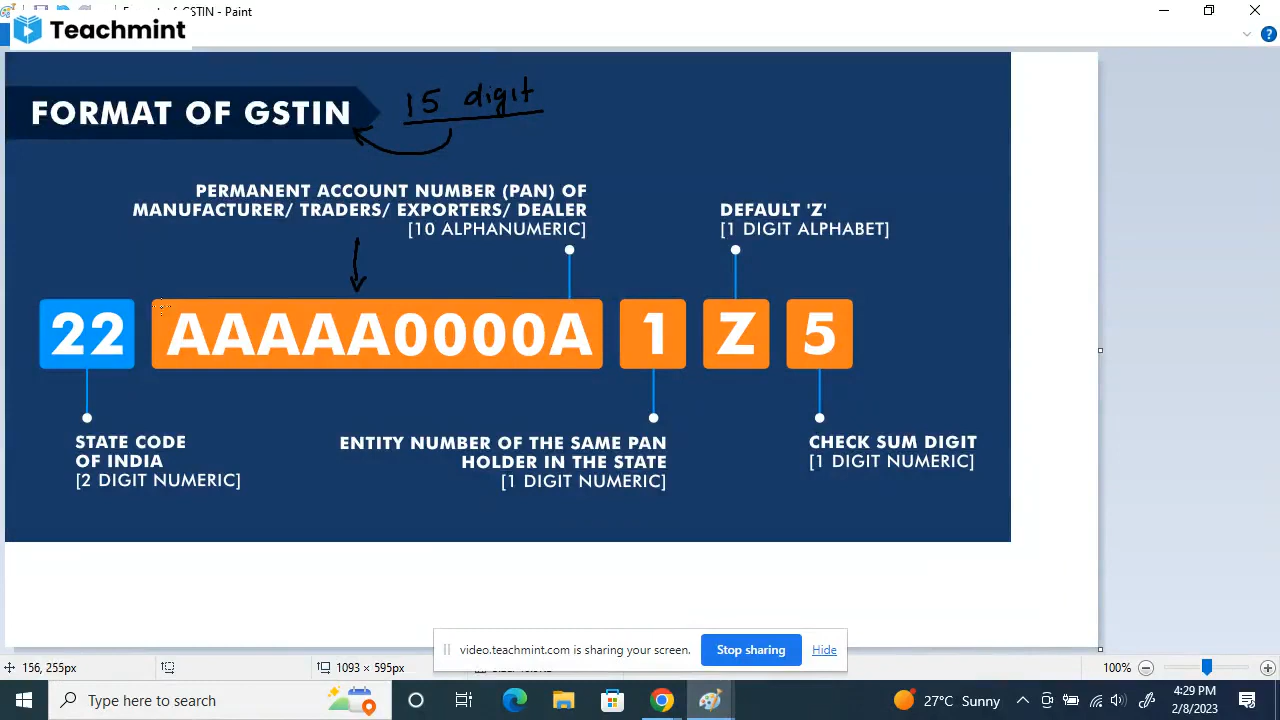 GSTIN - Paint
Teachmint
FORMAT OF GSTIN
15 digit
PERMANENT ACCOUNT NUMBER (PAN) OF
MANUFACTURER/ TRADERS/ EXPORTERS/ DEALER
[10 ALPHANUMERIC]
DEFAULT 'Z'
[1 DIGIT ALPHABET]
22 AAAAA0000A 1 Z 5
STATE CODE
OF INDIA
[2 DIGIT NUMERIC]
ENTITY NUMBER OF THE SAME PAN
HOLDER IN THE STATE
[1 DIGIT NUMERIC]
CHECK SUM DIGIT
[1 DIGIT NUMERIC]
video.teachmint.com is sharing your screen. Stop sharing Hide
156, 255px 1093 × 595px 100%
Type here to search 27°C Sunny 4:29 PM
2/8/2023